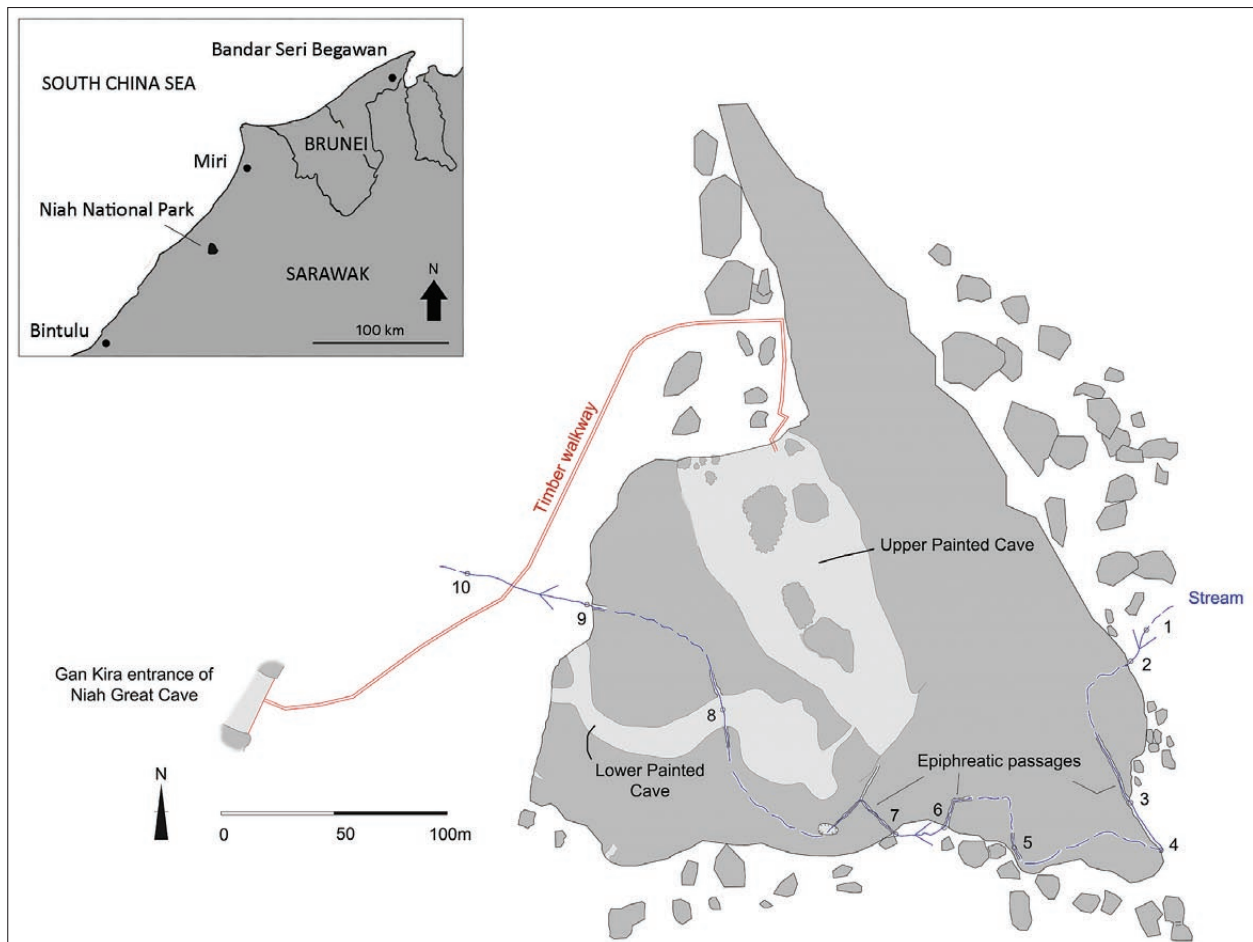 Bandar Seri Begawan
SOUTH CHINA SEA
BRUNEI
Miri
Niah National Park
SARAWAK
N
100 km
Bintulu
Timber walkway
Upper Painted Cave
10
9
Stream
1
2
Gan Kira entrance of
Niah Great Cave
8
Lower Painted
Cave
Epiphreatic passages
N
3
7
6
5
4
0
50
100m